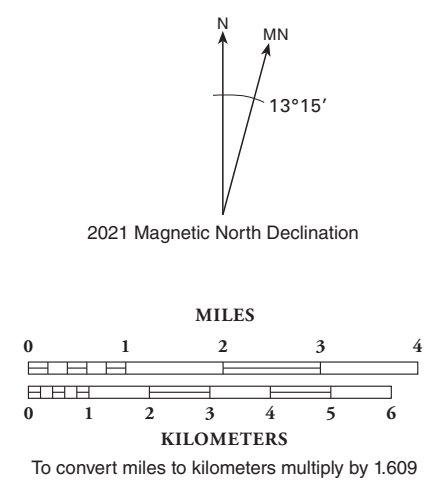 N
MN
13°15′
2021 Magnetic North Declination
MILES
0 1 2 3 4
0 1 2 3 4 5 6
KILOMETERS
To convert miles to kilometers multiply by 1.609